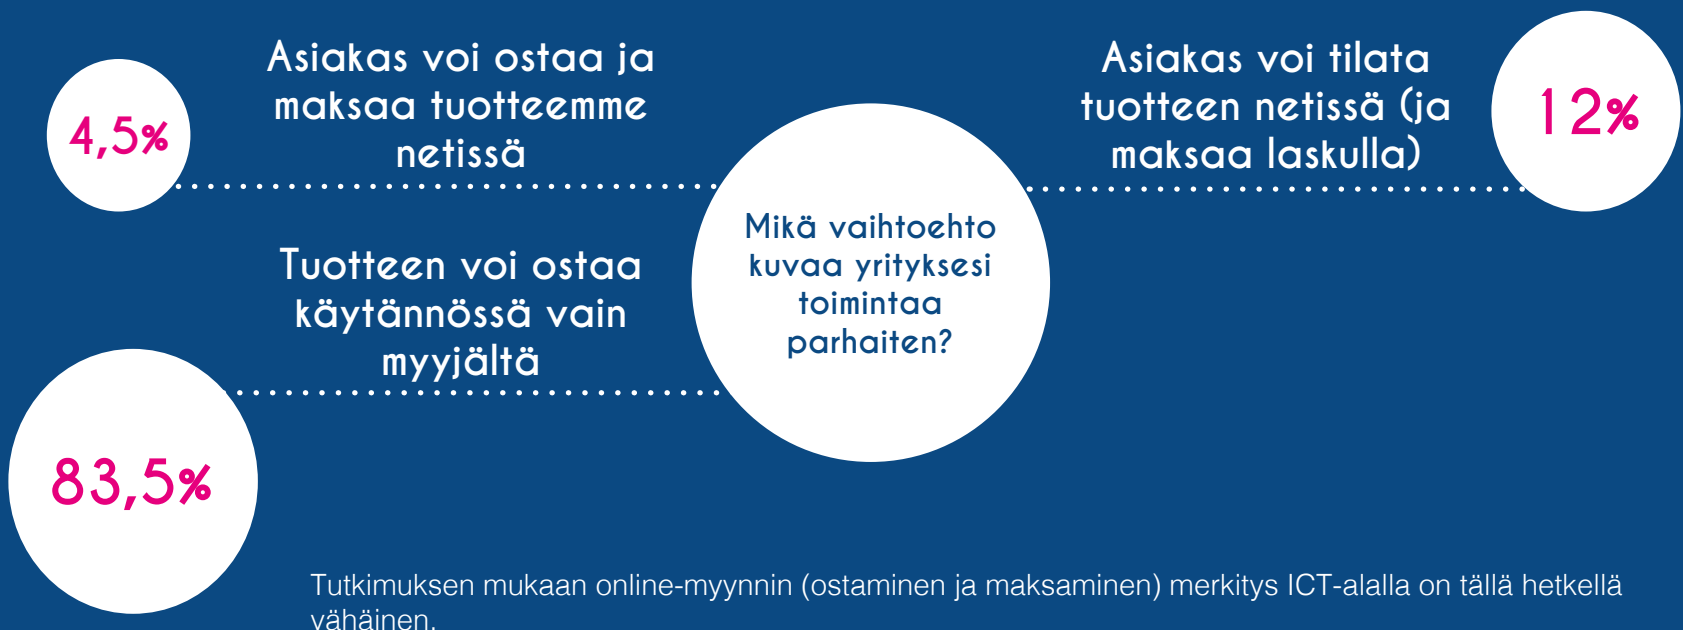 4,5%
Asiakas voi ostaa ja
maksaa tuotteemme
netissä
Asiakas voi tilata
tuotteen netissä (ja
maksaa laskulla)
12%
Mikä vaihtoehto
kuvaa yrityksesi
toimintaa
parhaiten?
Tuotteen voi ostaa
käytännössä vain
myyjältä
83,5%
Tutkimuksen mukaan online-myynnin (ostaminen ja maksaminen) merkitys ICT-alalla on tällä hetkellä
vähäinen.